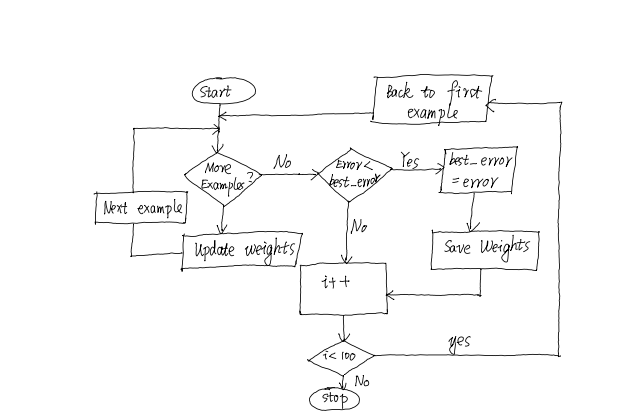 Start
Back to first
example
More
Examples?
No
Error<
best_error
Yes
best_error
= error
Next example
Update weights
No
Save Weights
i++
i<100
yes
No
stop